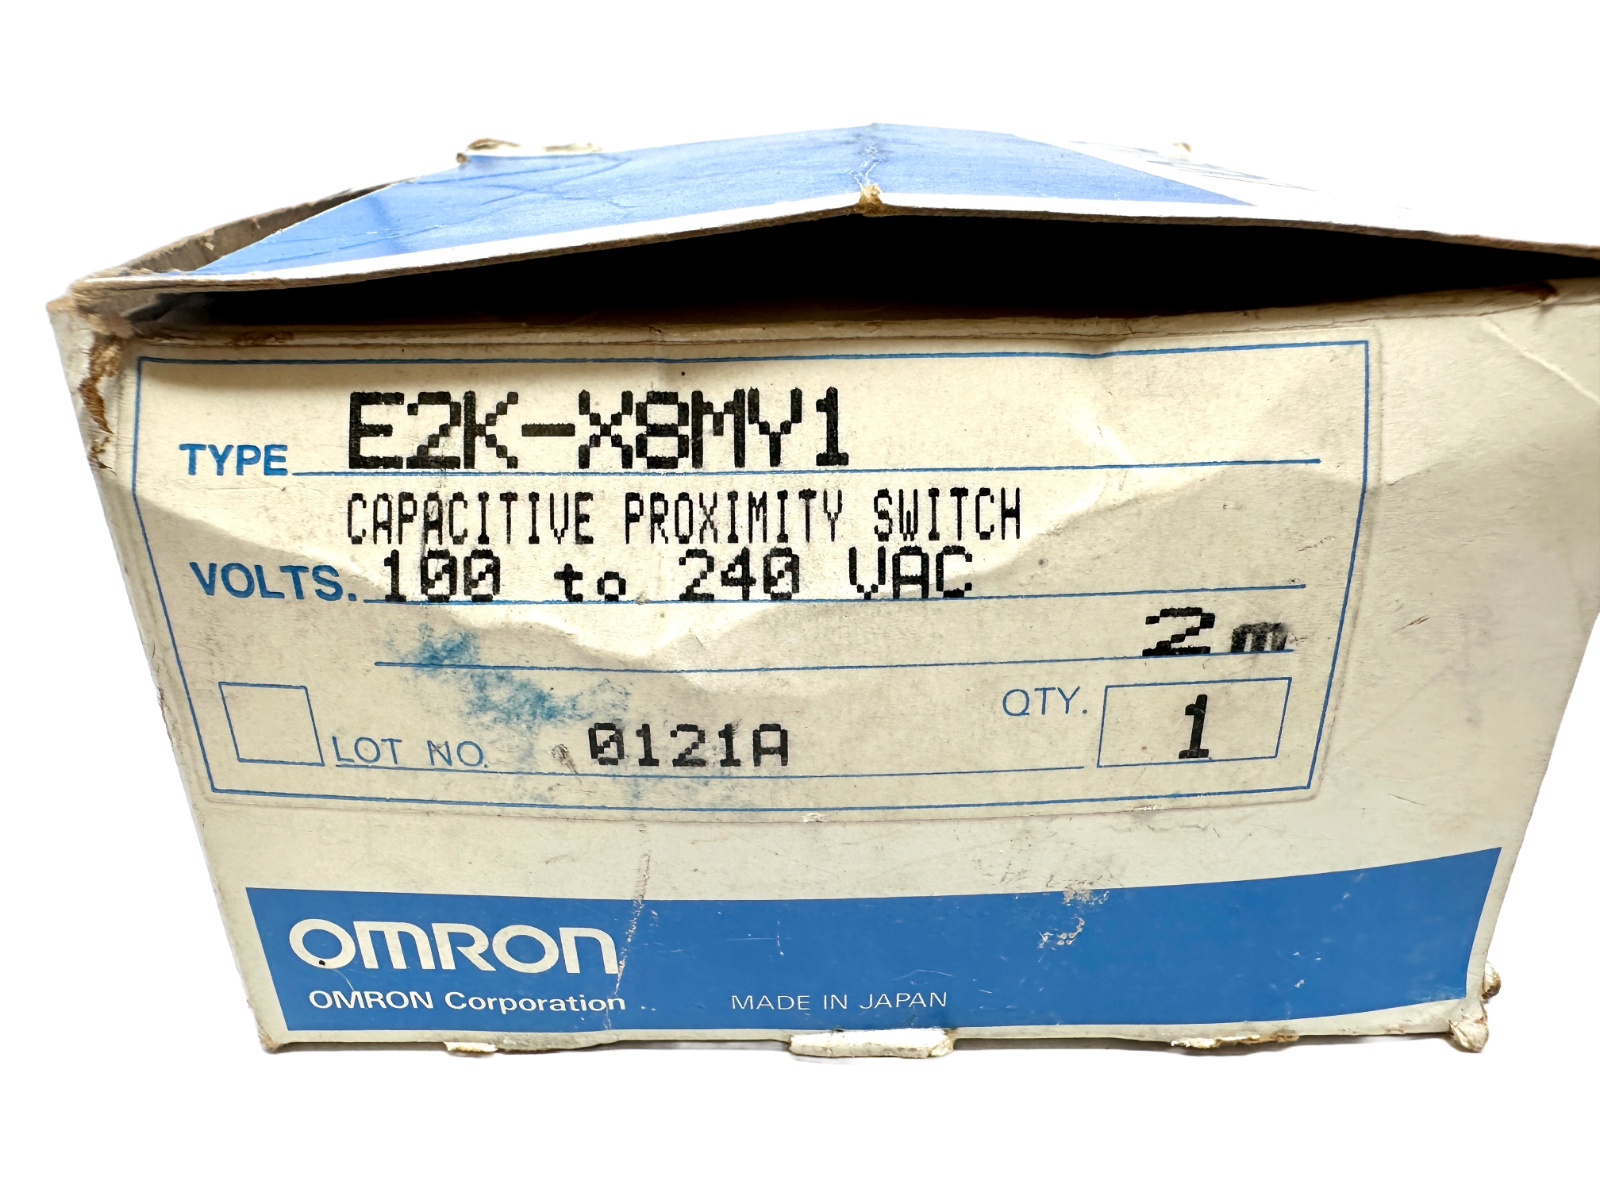 TYPE E2K-X8MY1
CAPACITIVE PROXIMITY SWITCH
VOLTS. 100 to 240 VAC
2m
LOT NO. 0121A QTY. 1
OMRON
OMRON Corporation MADE IN JAPAN